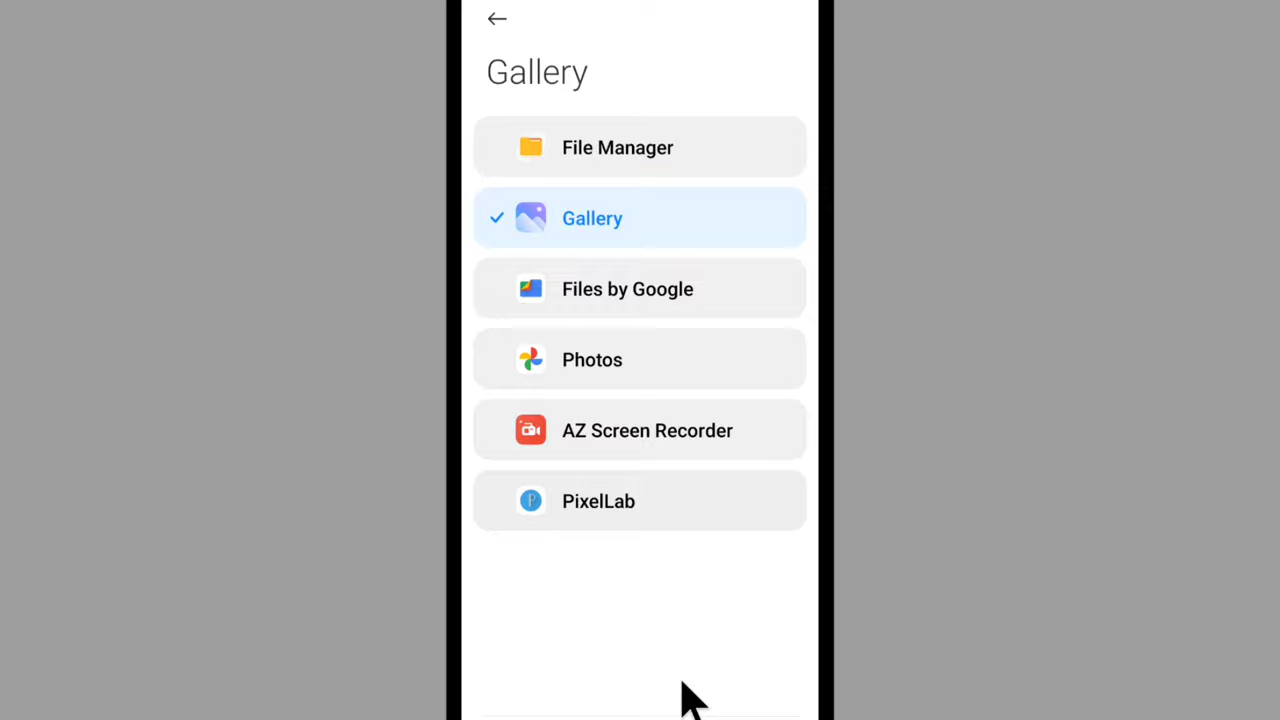 Gallery
File Manager
Gallery
Files by Google
Photos
AZ Screen Recorder
PixelLab